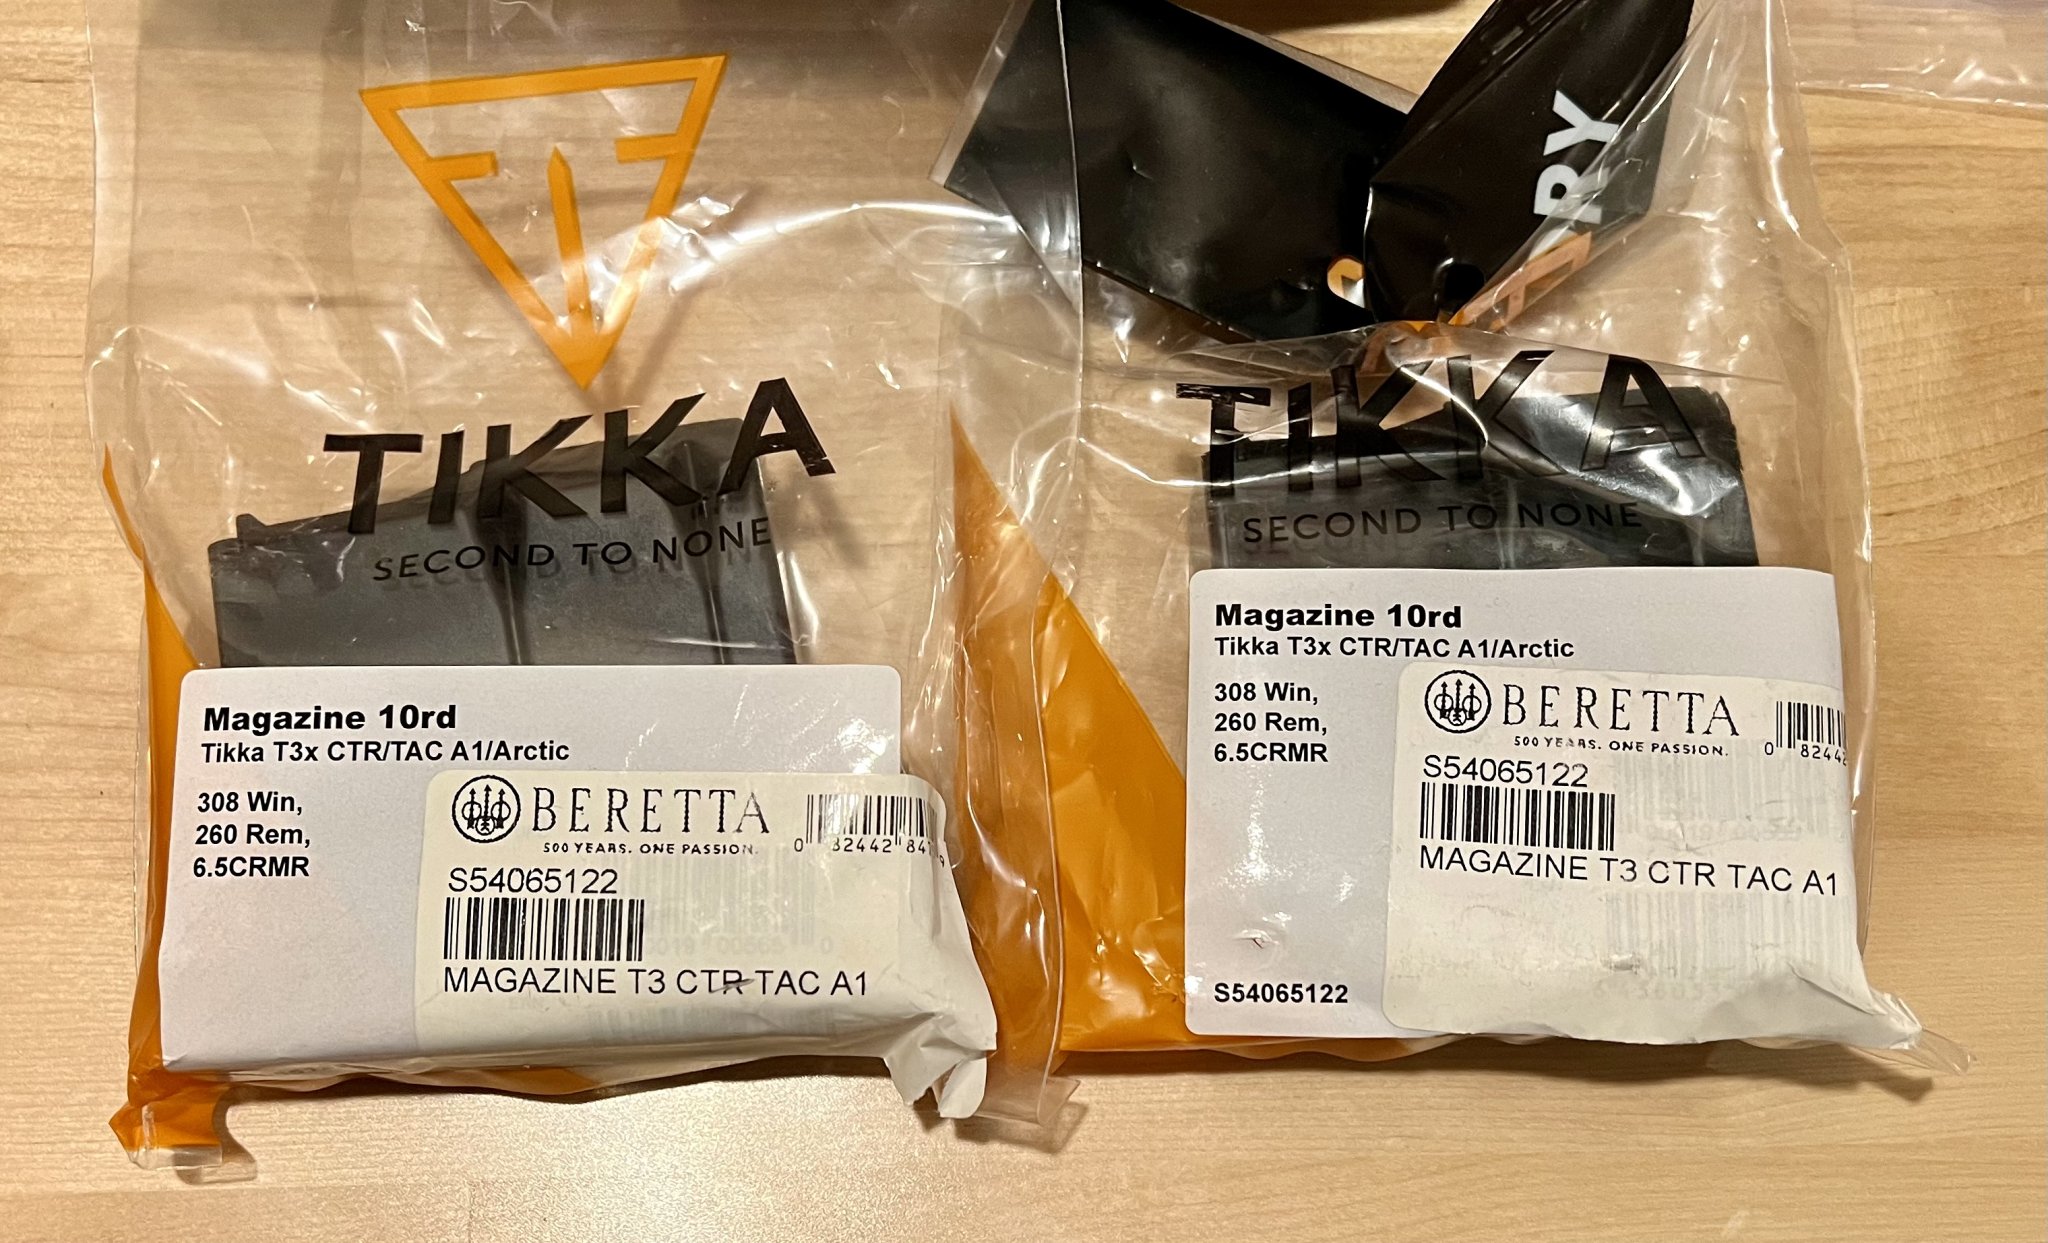 TIKKA
SECOND TO NONE
Magazine 10rd
Tikka T3x CTR/TAC A1/Arctic
308 Win,
260 Rem,
6.5CRMR
BERETTA
500 YEARS. ONE PASSION.
S54065122
MAGAZINE T3 CTR TAC A1
RY
TIKKA
SECOND TO NONE
Magazine 10rd
Tikka T3x CTR/TAC A1/Arctic
308 Win,
260 Rem,
6.5CRMR
BERETTA
500 YEARS. ONE PASSION.
0 82442
S54065122
MAGAZINE T3 CTR TAC A1
S54065122